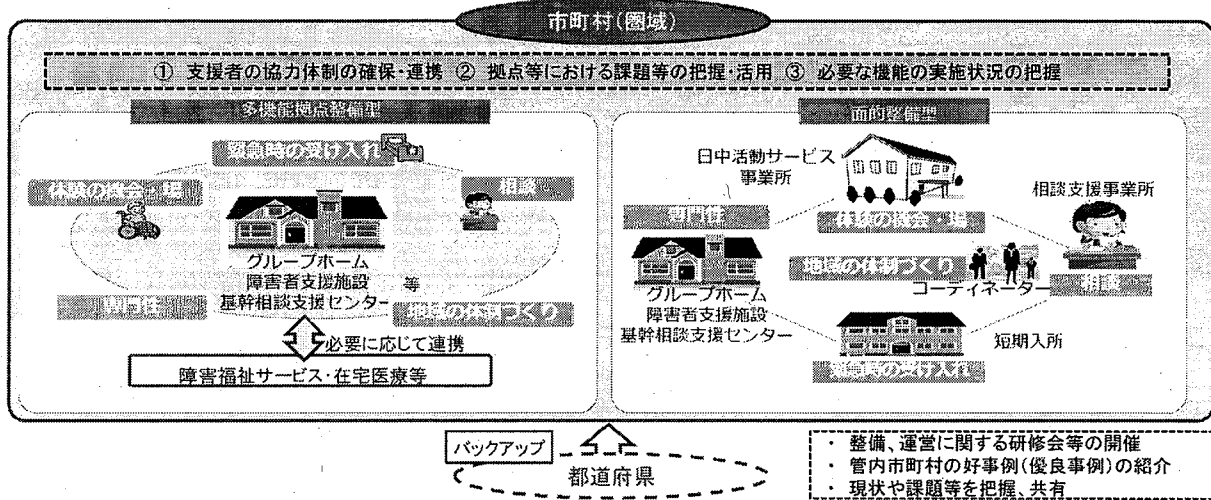 市町村(圏域)
① 支援者の協力体制の確保・連携 ② 拠点等における課題等の把握・活用 ③ 必要な機能の実施状況の把握
多機能拠点整備型
緊急時の受け入れ
体験の機会・場
相談
グループホーム
障害者支援施設 等
基幹相談支援センター
専門性
地域の体制づくり
必要に応じて連携
障害福祉サービス・在宅医療等
面的整備型
日中活動サービス
事業所
相談支援事業所
専門性
体験の機会・場
地域の体制づくり
コーディネーター
相談
グループホーム
障害者支援施設
基幹相談支援センター
短期入所
緊急時の受け入れ
バックアップ
都道府県
・ 整備、運営に関する研修会等の開催
・ 管内市町村の好事例(優良事例)の紹介
・ 現状や課題等を把握、共有